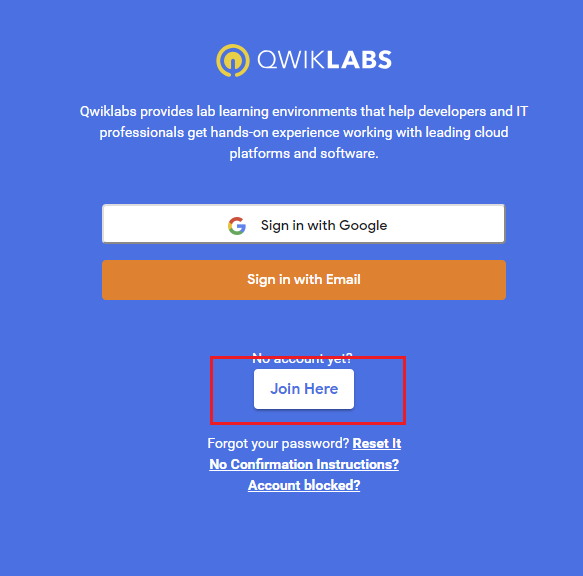 QWIKLABS
Qwiklabs provides lab learning environments that help developers and IT
professionals get hands-on experience working with leading cloud
platforms and software.
Sign in with Google
Sign in with Email
No account yet?
Join Here
Forgot your password? Reset It
No Confirmation Instructions?
Account blocked?